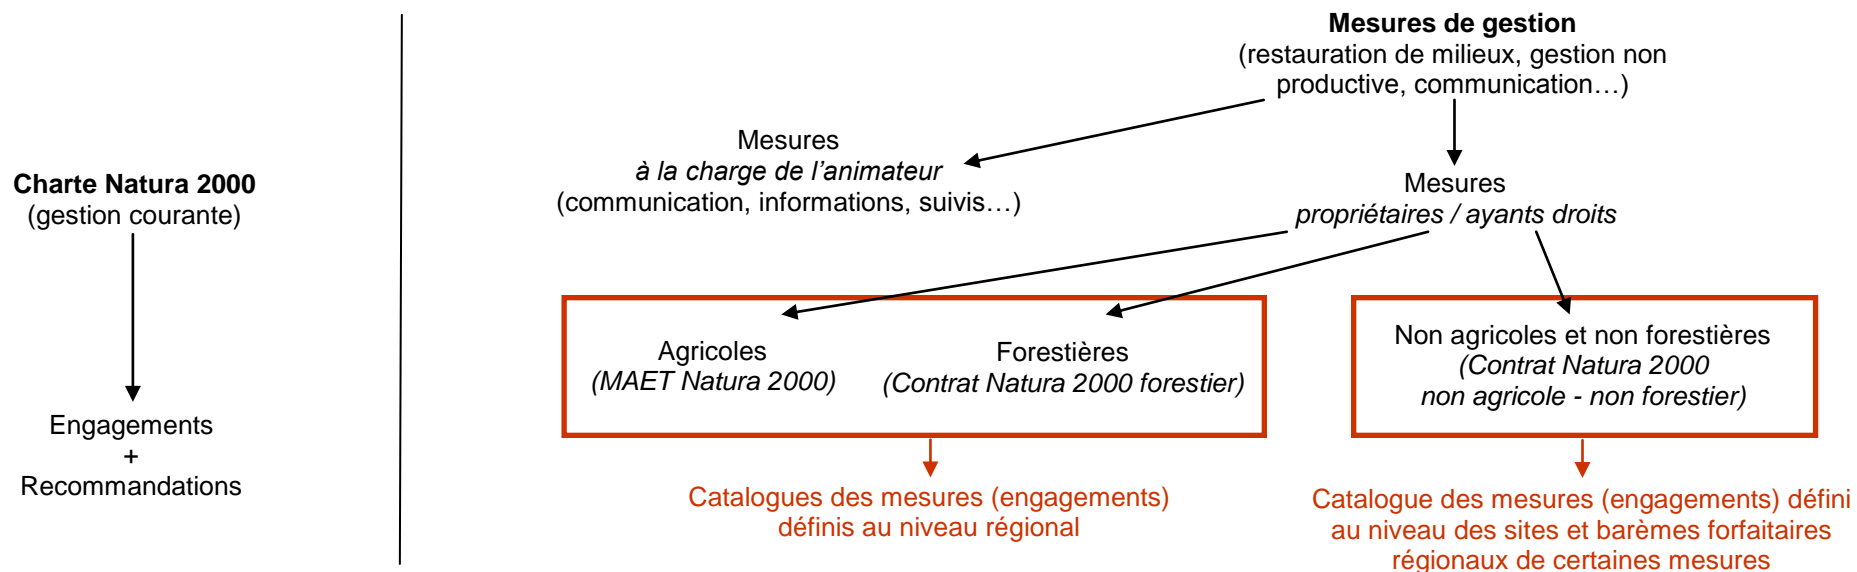 Charte Natura 2000
(gestion courante)
Engagements
+
Recommandations
Mesures de gestion
(restauration de milieux, gestion non
productive, communication…)
Mesures
à la charge de l’animateur
(communication, informations, suivis…)
Mesures
propriétaires / ayants droits
Agricoles
(MAET Natura 2000)
Forestières
(Contrat Natura 2000 forestier)
Non agricoles et non forestières
(Contrat Natura 2000
non agricole - non forestier)
Catalogues des mesures (engagements)
définis au niveau régional
Catalogue des mesures (engagements) défini
au niveau des sites et barèmes forfaitaires
régionaux de certaines mesures